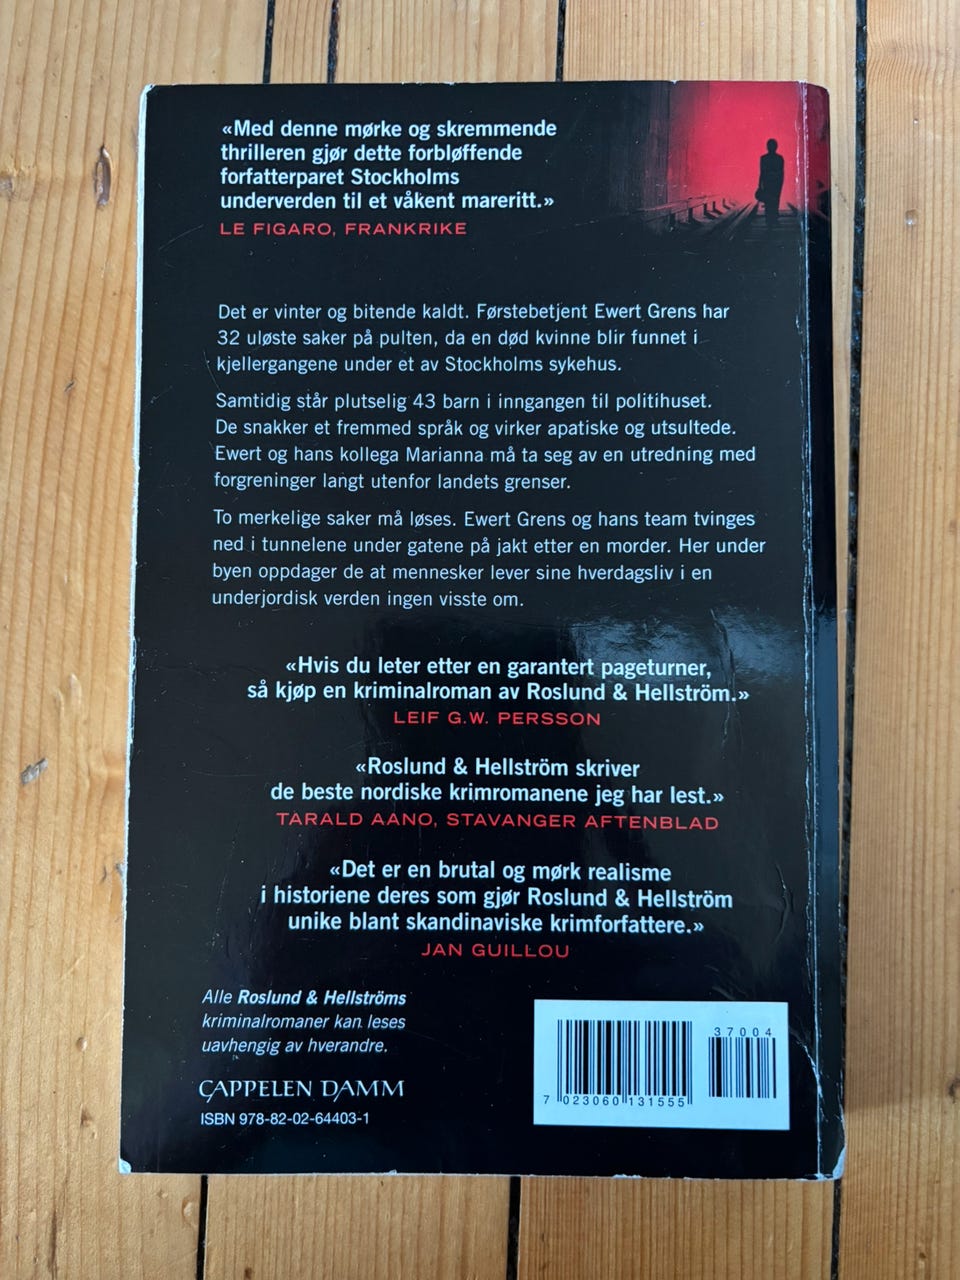 «Med denne mørke og skremmende
thrilleren gjør dette forbløffende
forfatterparet Stockholms
underverden til et våkent mareritt.»
LE FIGARO, FRANKRIKE
Det er vinter og bitende kaldt. Førstebetjent Ewert Grens har
32 uløste saker på pulten, da en død kvinne blir funnet i
kjellergangene under et av Stockholms sykehus.
Samtidig står plutselig 43 barn i inngangen til politihuset.
De snakker et fremmed språk og virker apatiske og utsultede.
Ewert og hans kollega Marianna må ta seg av en utredning med
forgreninger langt utenfor landets grenser.
To merkelige saker må løses. Ewert Grens og hans team tvinges
ned i tunnelene under gatene på jakt etter en morder. Her under
byen oppdager de at mennesker lever sine hverdagsliv i en
underjordisk verden ingen visste om.
«Hvis du leter etter en garantert pageturner,
så kjøp en kriminalroman av Roslund & Hellström.»
LEIF G.W. PERSSON
«Roslund & Hellström skriver
de beste nordiske krimromanene jeg har lest.»
TARALD AANO, STAVANGER AFTENBLAD
«Det er en brutal og mørk realisme
i historiene deres som gjør Roslund & Hellström
unike blant skandinaviske krimforfattere.»
JAN GUILLOU
Alle Roslund & Hellströms
kriminalromaner kan leses
uavhengig av hverandre.
CAPPELEN DAMM
ISBN 978-82-02-64403-1
37004
7 023060 131555